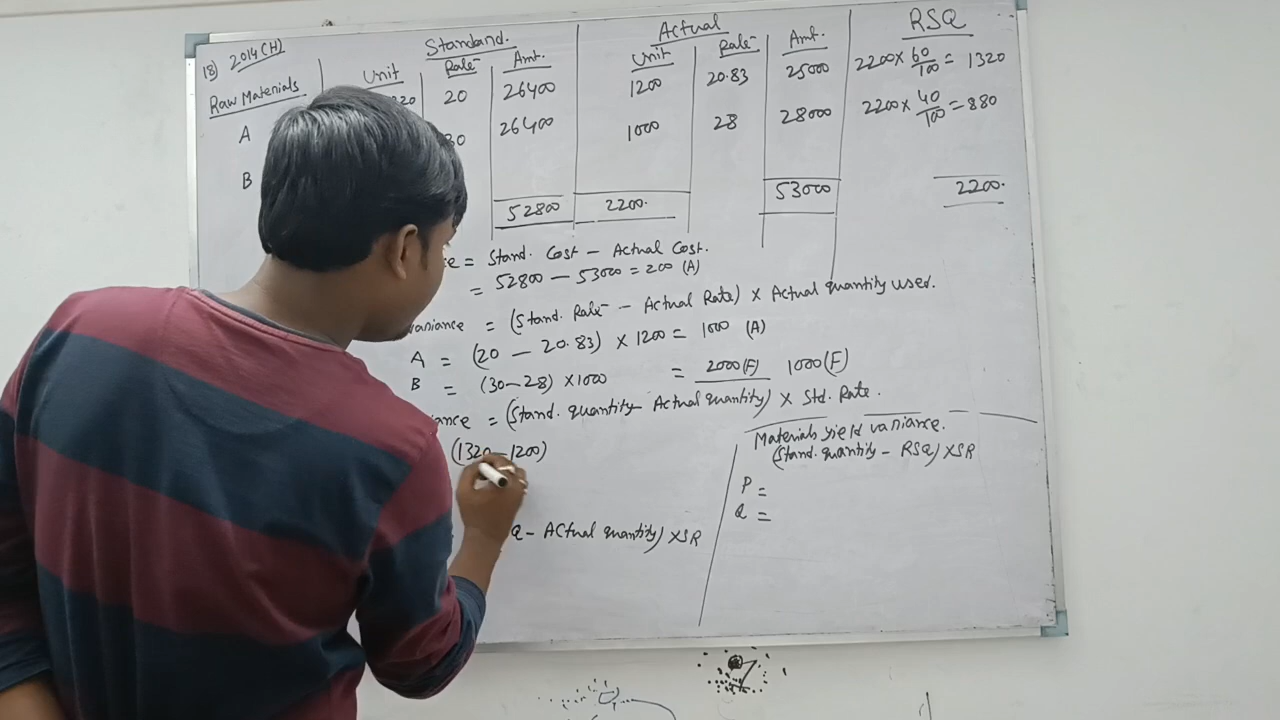 18) 2014(H)
Standard. Actual RSQ
Raw Materials Unit Rate Amt. Unit Rate Amt.
A 20 26400 1200 20.83 25000 2200 × 60/100 = 1320
B 26400 1000 28 28000 2200 × 40/100 = 880
52800 2200. 53000 2200.
= Stand. Cost - Actual Cost.
= 52800 - 53000 = 200 (A)
= (Stand. Rate - Actual Rate) × Actual quantity used.
A = (20 - 20.83) × 1200 = 1000 (A)
B = (30-28) × 1000 = 2000 (F) 1000 (F)
= (Stand. quantity - Actual quantity) × Std. Rate.
(1320-1200)
- Actual quantity) × SR
Materials yield variance.
(Stand. quantity - RSQ) × SR
P =
Q =